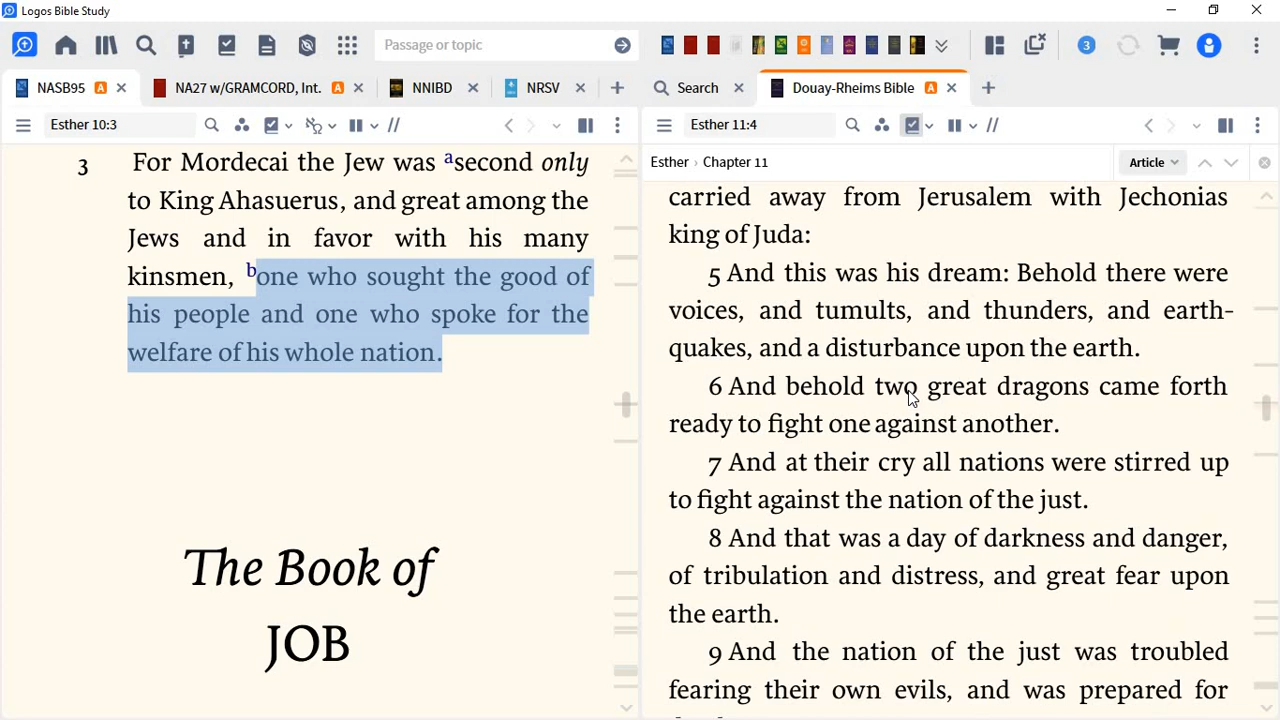 Logos Bible Study
Passage or topic
3
NASB95 A
NA27 w/GRAMCORD, Int. A
NNIBD
NRSV
Search
Douay-Rheims Bible A
Esther 10:3
Esther 11:4
3 For Mordecai the Jew was a second only
to King Ahasuerus, and great among the
Jews and in favor with his many
kinsmen, b one who sought the good of
his people and one who spoke for the
welfare of his whole nation.
The Book of
JOB
Esther › Chapter 11
Article
carried away from Jerusalem with Jechonias
king of Juda:
5 And this was his dream: Behold there were
voices, and tumults, and thunders, and earth-
quakes, and a disturbance upon the earth.
6 And behold two great dragons came forth
ready to fight one against another.
7 And at their cry all nations were stirred up
to fight against the nation of the just.
8 And that was a day of darkness and danger,
of tribulation and distress, and great fear upon
the earth.
9 And the nation of the just was troubled
fearing their own evils, and was prepared for